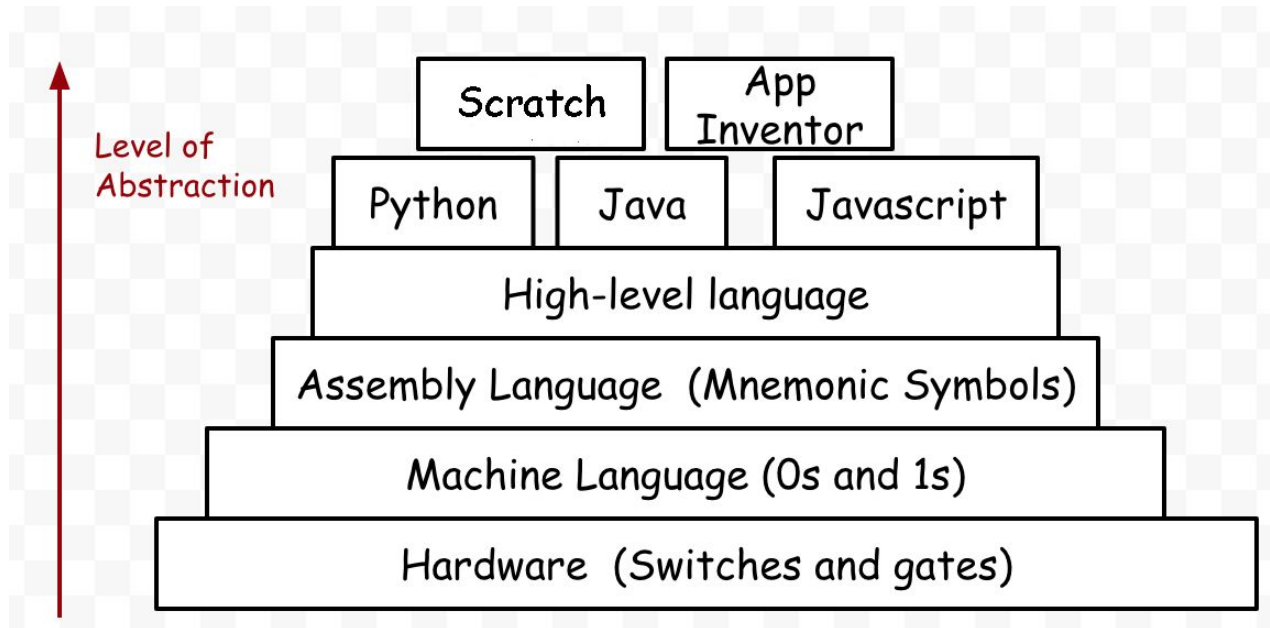 Scratch
App
Inventor
Level of
Abstraction
Python
Java
Javascript
High-level language
Assembly Language (Mnemonic Symbols)
Machine Language (0s and 1s)
Hardware (Switches and gates)